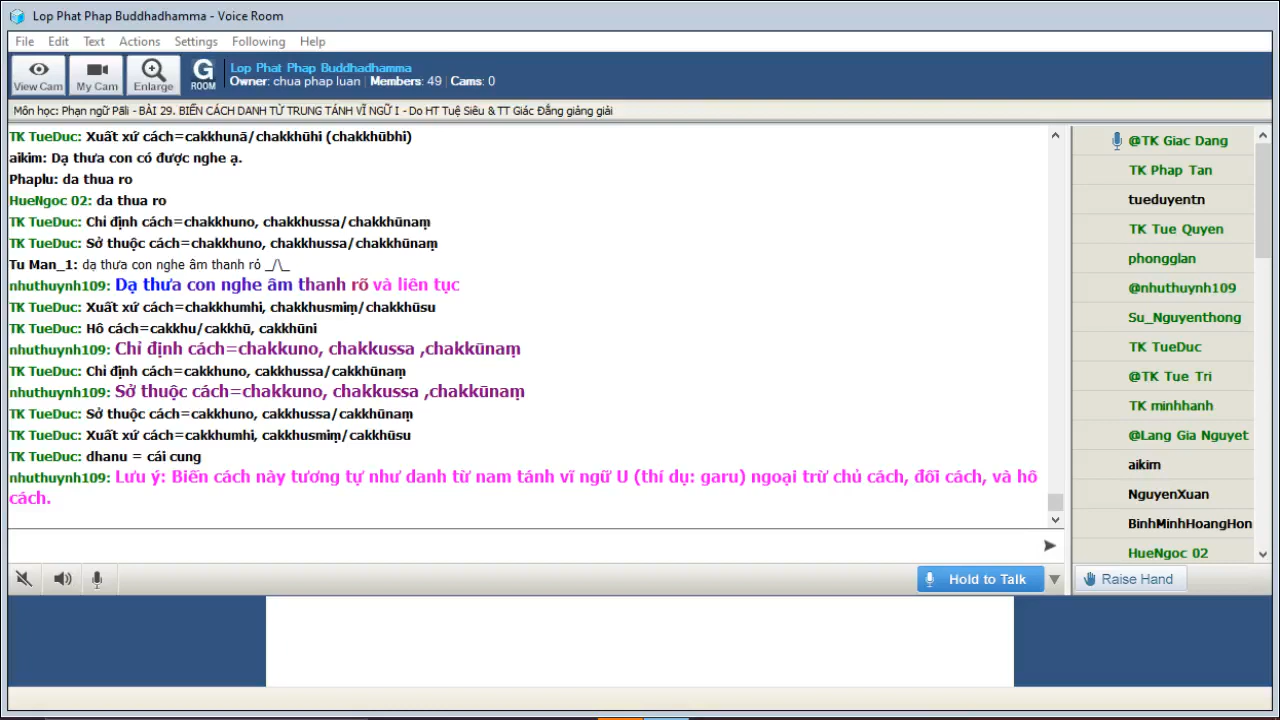 Lop Phat Phap Buddhadhamma - Voice Room
File Edit Text Actions Settings Following Help
View Cam My Cam Enlarge G ROOM
Lop Phat Phap Buddhadhamma
Owner: chua phap luan Members: 49 Cams: 0
Môn học: Phạn ngữ Pāli - BÀI 29. BIẾN CÁCH DANH TỪ TRUNG TÁNH VĨ NGỮ I - Do HT Tuệ Siêu & TT Giác Đẳng giảng giải
TK TueDuc: Xuất xứ cách=cakkhunā/chakkhūhi (chakkhūbhi)
aikim: Dạ thưa con có được nghe ạ.
Phaplu: da thua ro
HueNgoc 02: da thua ro
TK TueDuc: Chỉ định cách=chakkhuno, chakkhussa/chakkhūnaṃ
TK TueDuc: Sở thuộc cách=chakkhuno, chakkhussa/chakkhūnaṃ
Tu Man_1: dạ thưa con nghe âm thanh rỏ _/\_
nhuthuynh109: Dạ thưa con nghe âm thanh rõ và liên tục
TK TueDuc: Xuất xứ cách=chakkhumhi, chakkhusmiṃ/chakkhūsu
TK TueDuc: Hô cách=cakkhu/cakkhū, cakkhūni
nhuthuynh109: Chỉ định cách=chakkuno, chakkussa ,chakkūnaṃ
TK TueDuc: Chỉ định cách=cakkhuno, cakkhussa/cakkhūnaṃ
nhuthuynh109: Sở thuộc cách=chakkuno, chakkussa ,chakkūnaṃ
TK TueDuc: Sở thuộc cách=cakkhuno, cakkhussa/cakkhūnaṃ
TK TueDuc: Xuất xứ cách=cakkhumhi, cakkhusmiṃ/cakkhūsu
TK TueDuc: dhanu = cái cung
nhuthuynh109: Lưu ý: Biến cách này tương tự như danh từ nam tánh vĩ ngữ U (thí dụ: garu) ngoại trừ chủ cách, đối cách, và hô
cách.
Hold to Talk
@TK Giac Dang
TK Phap Tan
tueduyentn
TK Tue Quyen
phongglan
@nhuthuynh109
Su_Nguyenthong
TK TueDuc
@TK Tue Tri
TK minhhanh
@Lang Gia Nguyet
aikim
NguyenXuan
BinhMinhHoangHon
HueNgoc 02
Raise Hand